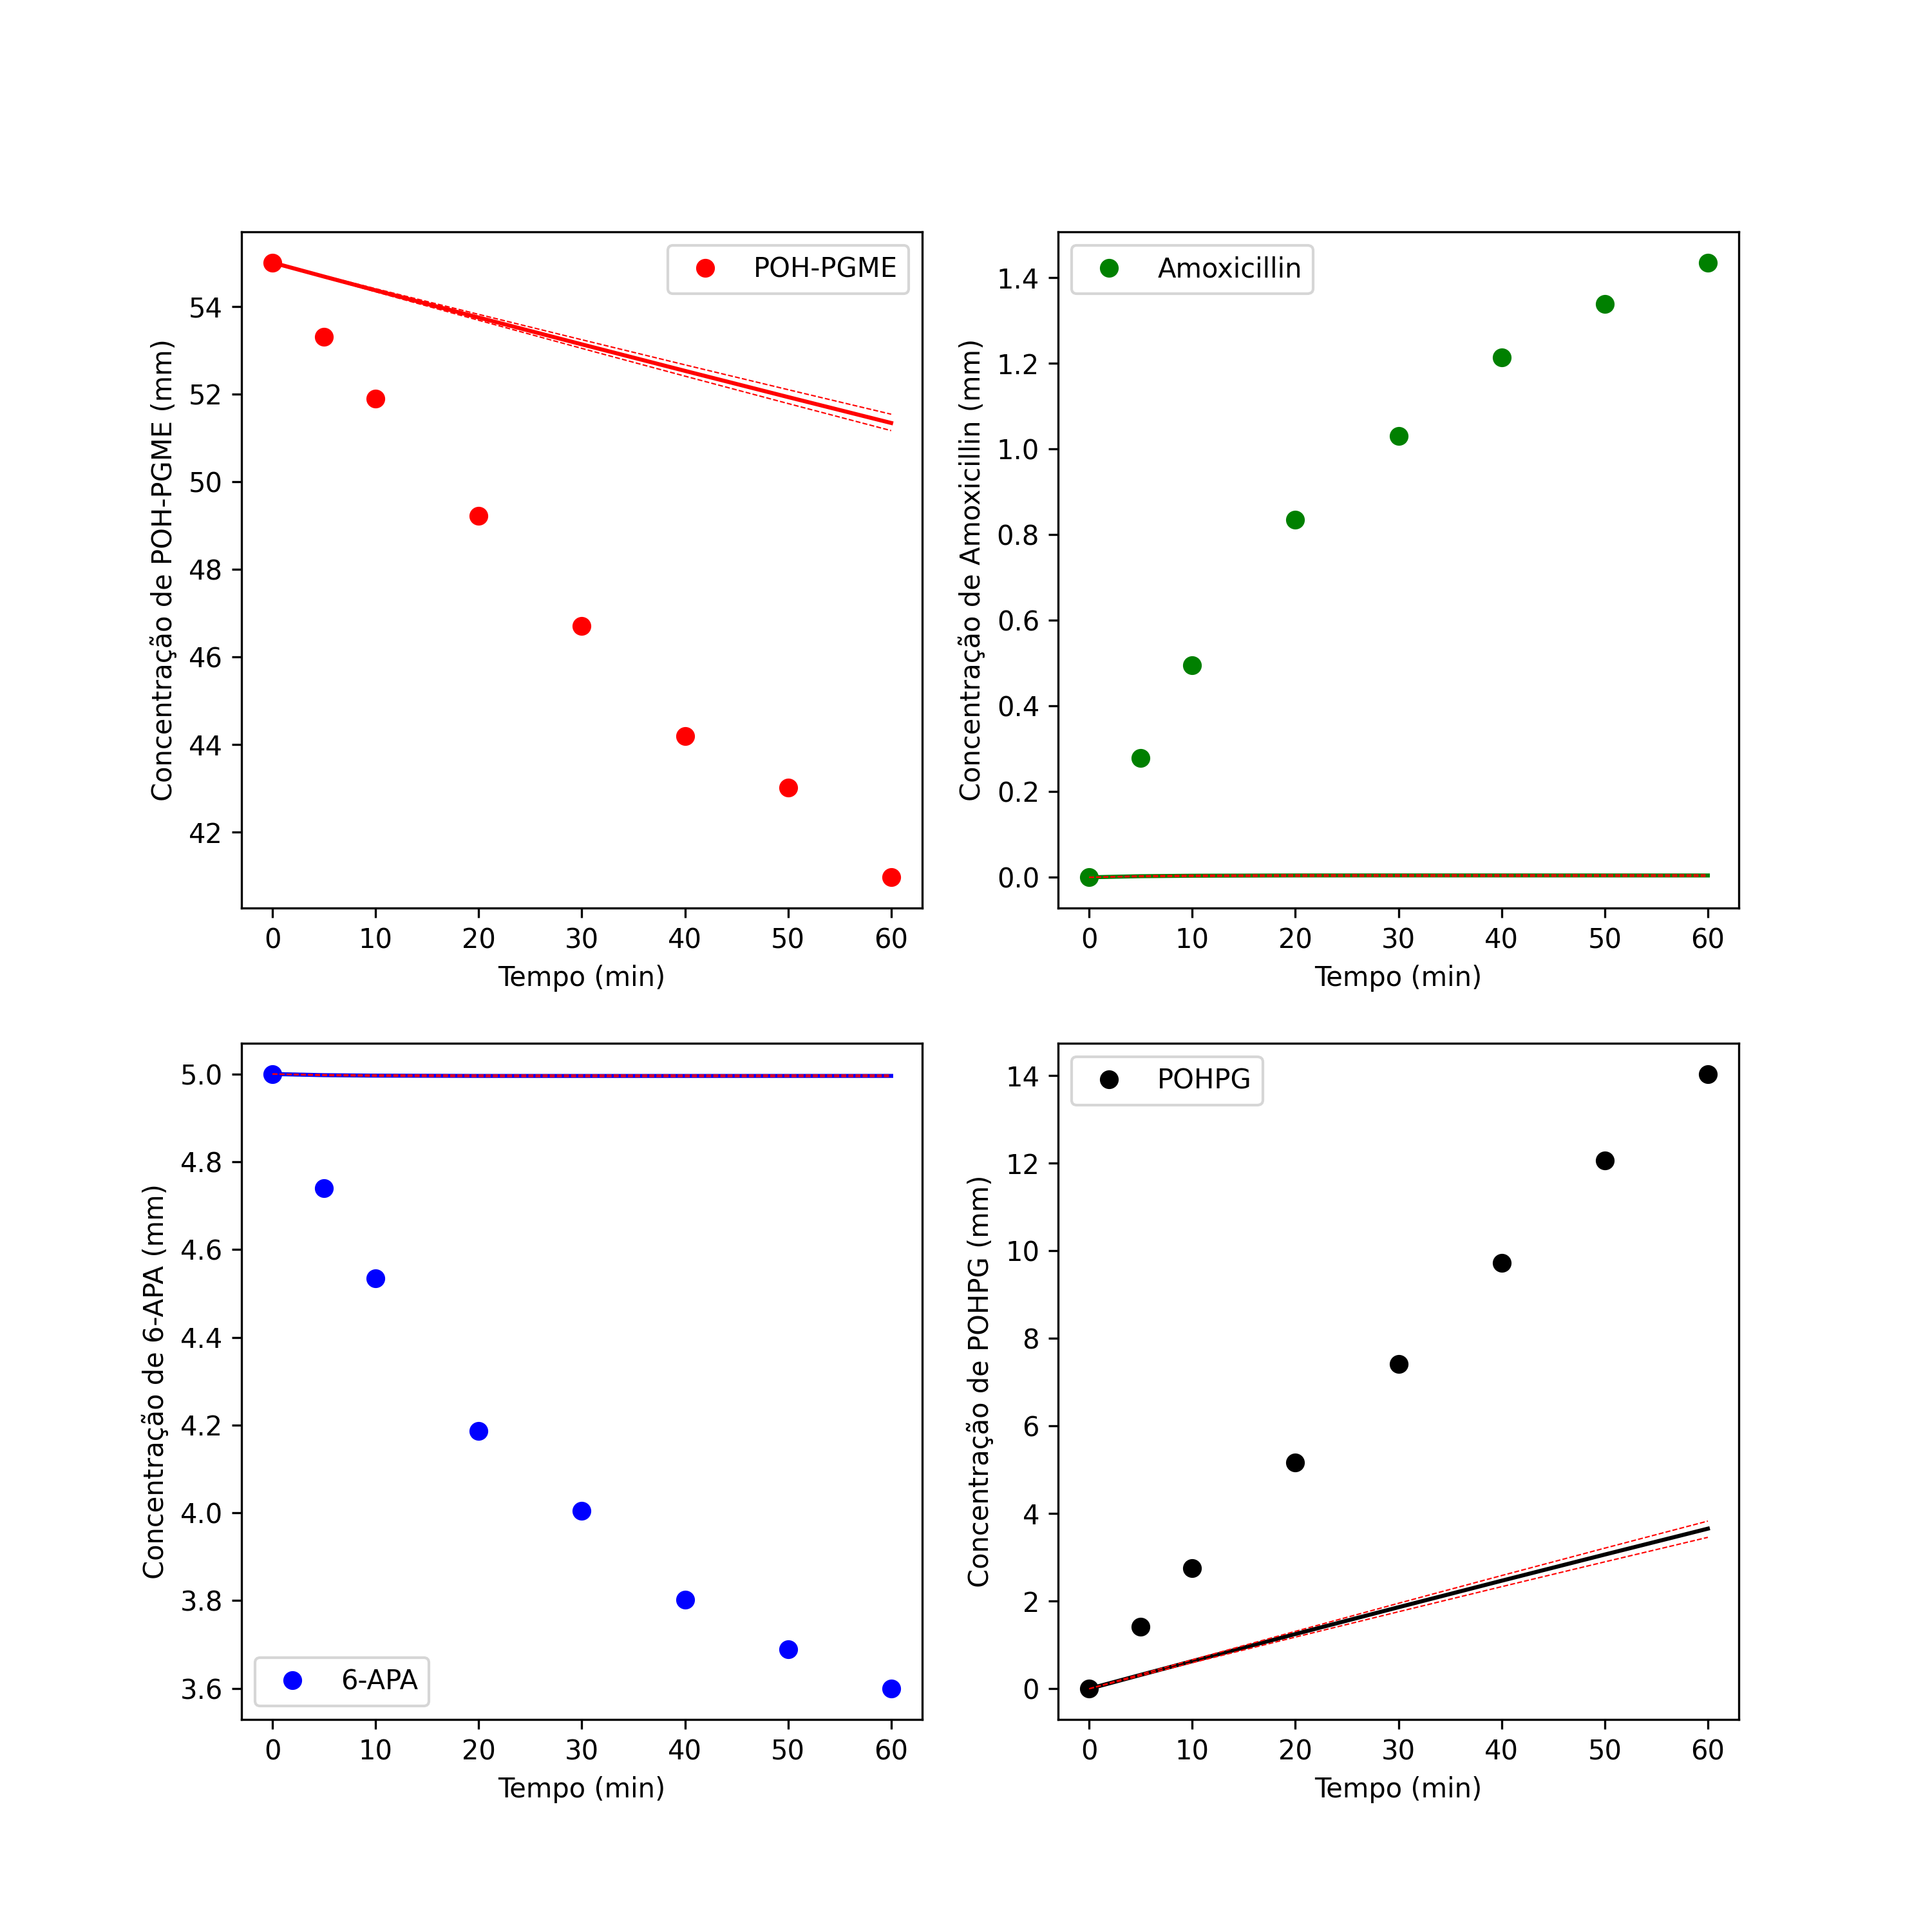 POH-PGME
54
52
50
48
46
44
42
Concentração de POH-PGME (mm)
0 10 20 30 40 50 60
Tempo (min)
Amoxicillin
1.4
1.2
1.0
0.8
0.6
0.4
0.2
0.0
Concentração de Amoxicillin (mm)
0 10 20 30 40 50 60
Tempo (min)
5.0
4.8
4.6
4.4
4.2
4.0
3.8
3.6
Concentração de 6-APA (mm)
6-APA
0 10 20 30 40 50 60
Tempo (min)
POHPG
14
12
10
8
6
4
2
0
Concentração de POHPG (mm)
0 10 20 30 40 50 60
Tempo (min)